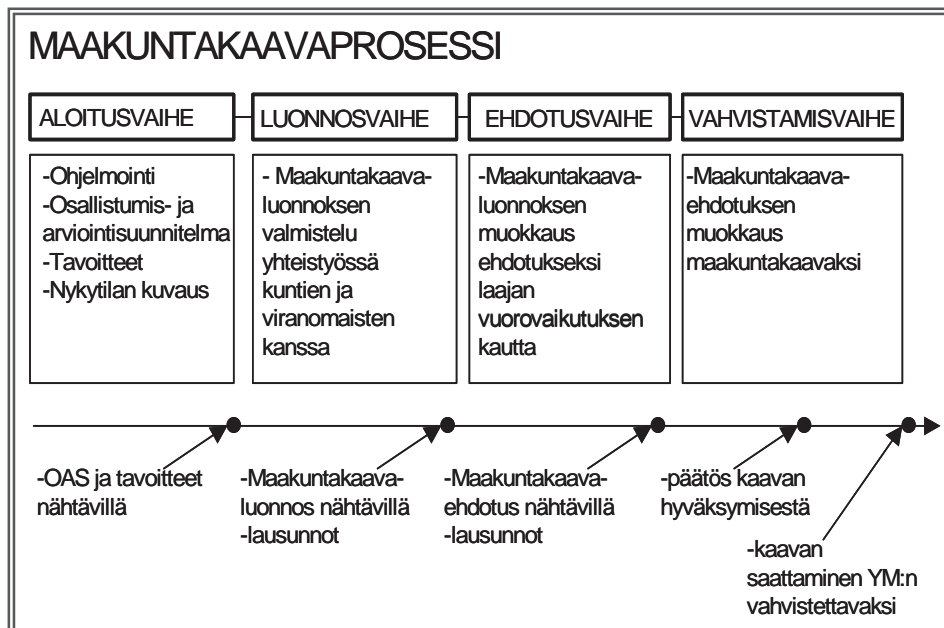 MAAKUNTAKAAVAPROSESSI
ALOITUSVAIHE
LUONNOSVAIHE
EHDOTUSVAIHE
VAHVISTAMISVAIHE
-Ohjelmointi
-Osallistumis- ja
arviointisuunnitelma
-Tavoitteet
-Nykytilan kuvaus
- Maakuntakaava-
luonnoksen
valmistelu
yhteistyössä
kuntien ja
viranomaisten
kanssa
-Maakuntakaava-
luonnoksen
muokkaus
ehdotukseksi
laajan
vuorovaikutuksen
kautta
-Maakuntakaava-
ehdotuksen
muokkaus
maakuntakaavaksi
-OAS ja tavoitteet
nähtävillä
-Maakuntakaava-
luonnos nähtävillä
-lausunnot
-Maakuntakaava-
ehdotus nähtävillä
-lausunnot
-päätös kaavan
hyväksymisestä
-kaavan
saattaminen YM:n
vahvistettavaksi